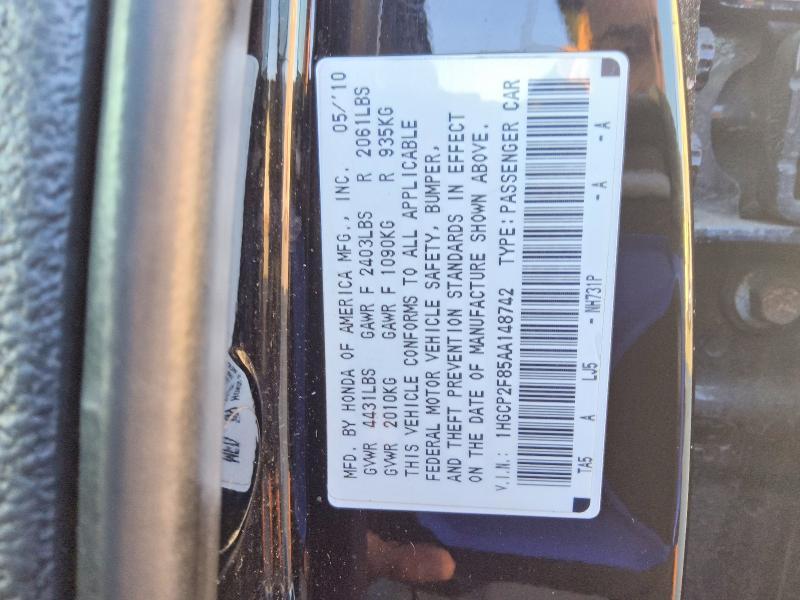 MFD. BY HONDA OF AMERICA MFG., INC. 05/'10
GVWR 4431LBS GAWR F 2403LBS R 2061LBS
GVWR 2010KG GAWR F 1090KG R 935KG
THIS VEHICLE CONFORMS TO ALL APPLICABLE
FEDERAL MOTOR VEHICLE SAFETY, BUMPER,
AND THEFT PREVENTION STANDARDS IN EFFECT
ON THE DATE OF MANUFACTURE SHOWN ABOVE.
V.I.N.: 1HGCP2F85AA148742 TYPE: PASSENGER CAR
TA5 A LJ5 - NH731P - A - A